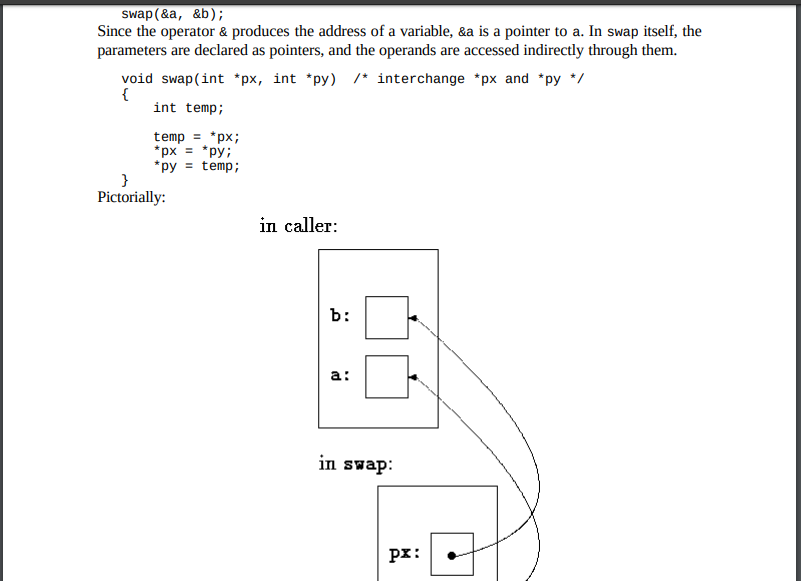 swap(&a, &b);
Since the operator & produces the address of a variable, &a is a pointer to a. In swap itself, the
parameters are declared as pointers, and the operands are accessed indirectly through them.
void swap(int *px, int *py)  /* interchange *px and *py */
{
int temp;
temp = *px;
*px = *py;
*py = temp;
}
Pictorially:
in caller:
b:
a:
in swap:
px: